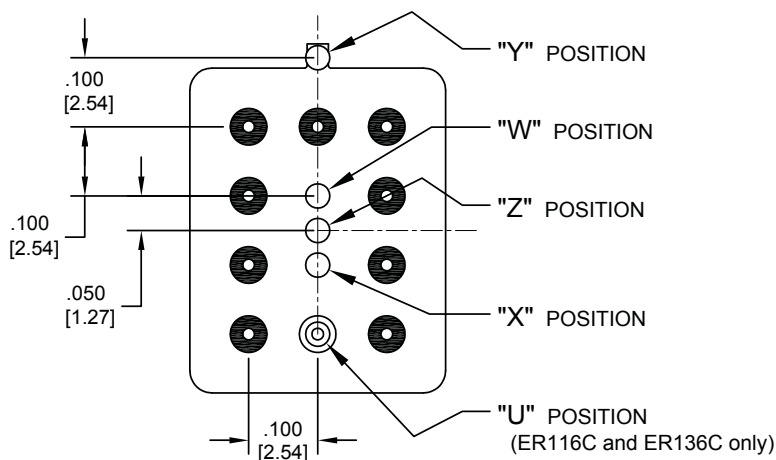 "Y" POSITION
.100
[2.54]
"W" POSITION
"Z" POSITION
.100
[2.54]
.050
[1.27]
"X" POSITION
"U" POSITION
(ER116C and ER136C only)
.100
[2.54]